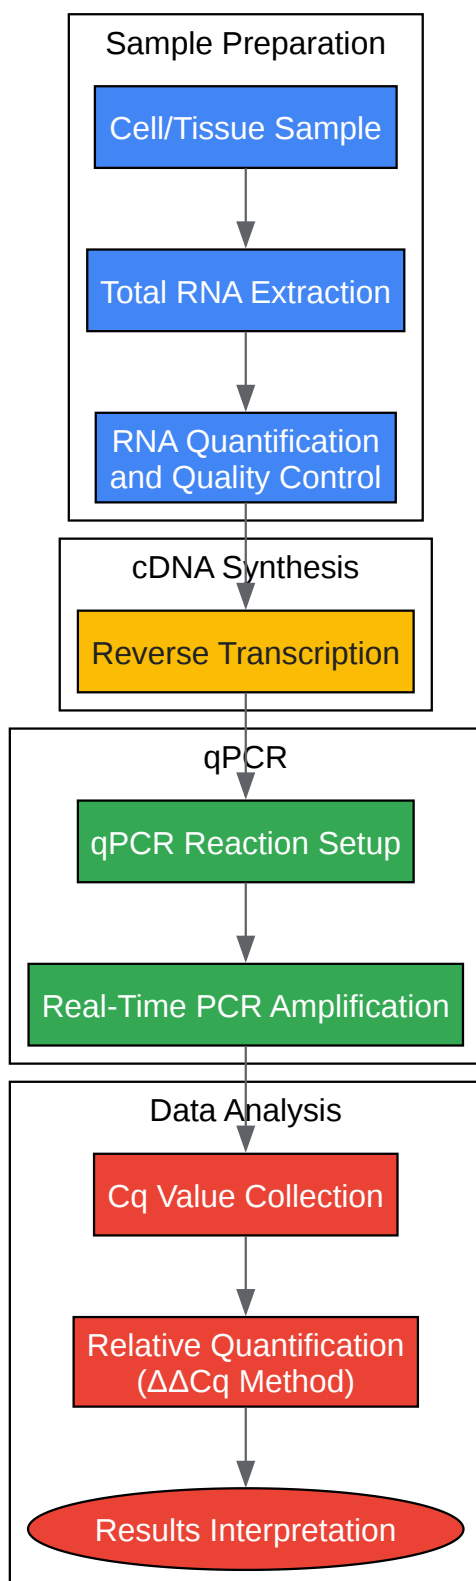 Sample Preparation
Cell/Tissue Sample
Total RNA Extraction
RNA Quantification
and Quality Control
cDNA Synthesis
Reverse Transcription
qPCR
qPCR Reaction Setup
Real-Time PCR Amplification
Data Analysis
Cq Value Collection
Relative Quantification
(ΔΔCq Method)
Results Interpretation